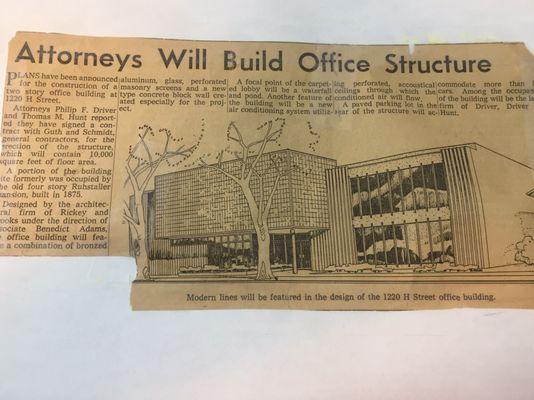 Attorneys Will Build Office Structure
PLANS have been announced
for the construction of a
two story office building at
1220 H Street.
Attorneys Philip F. Driver
and Thomas M. Hunt report-
ed they have signed a con-
tract with Guth and Schmidt,
general contractors, for the
erection of the structure,
which will contain 10,000
square feet of floor area.
A portion of the building
ite formerly was occupied by
he old four story Ruhstaller
ansion, built in 1875.
Designed by the architec-
ral firm of Rickey and
ooks under the direction of
sociate Benedict Adams,
e office building will fea-
e a combination of bronzed
aluminum, glass, perforated
masonry screens and a new
type concrete block wall cre-
ated especially for the proj-
ect.
A focal point of the carpet-
ed lobby will be a waterfall
and pond. Another feature of
the building will be a new
air conditioning system utiliz-
ing perforated, acoustical
ceilings through which the
conditioned air will flow.
A paved parking lot in the
rear of the structure will ac-
commodate more than
cars. Among the occupa
of the building will be the la
firm of Driver, Driver
Hunt.
Modern lines will be featured in the design of the 1220 H Street office building.